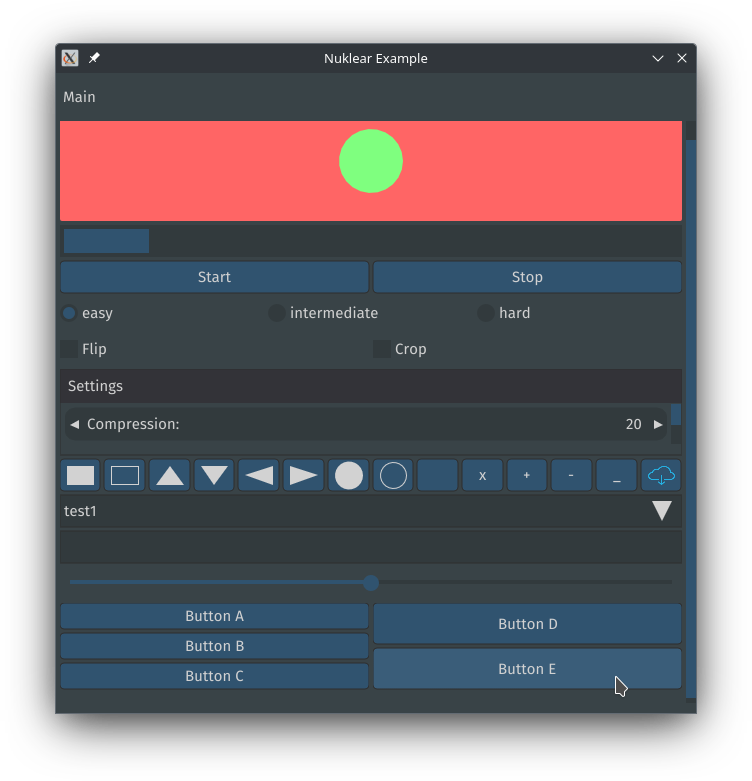 Nuklear Example
Main
Start Stop
easy intermediate hard
Flip Crop
Settings
Compression: 20
x + - _
test1
Button A Button D
Button B
Button C Button E